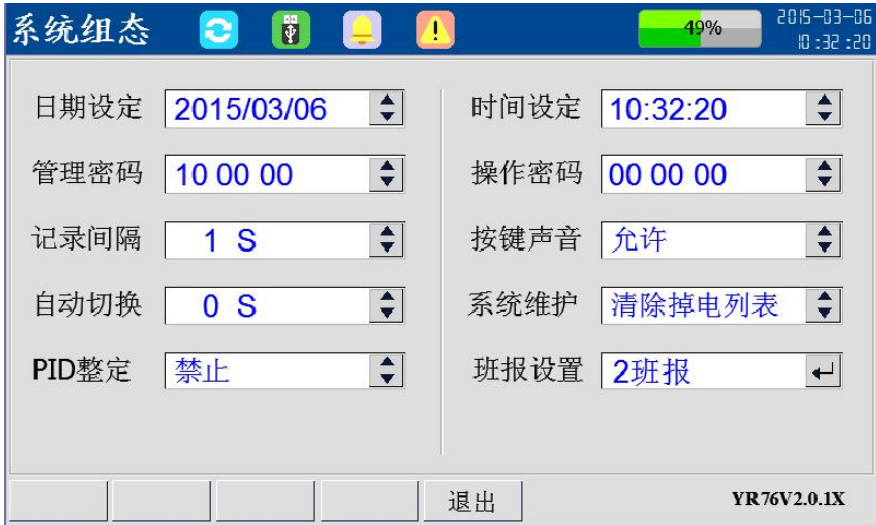 系统组态
49%
2015-03-06
10:32:20
日期设定 2015/03/06
时间设定 10:32:20
管理密码 10 00 00
操作密码 00 00 00
记录间隔 1 S
按键声音 允许
自动切换 0 S
系统维护 清除掉电列表
PID整定 禁止
班报设置 2班报
退出
YR76V2.0.1X